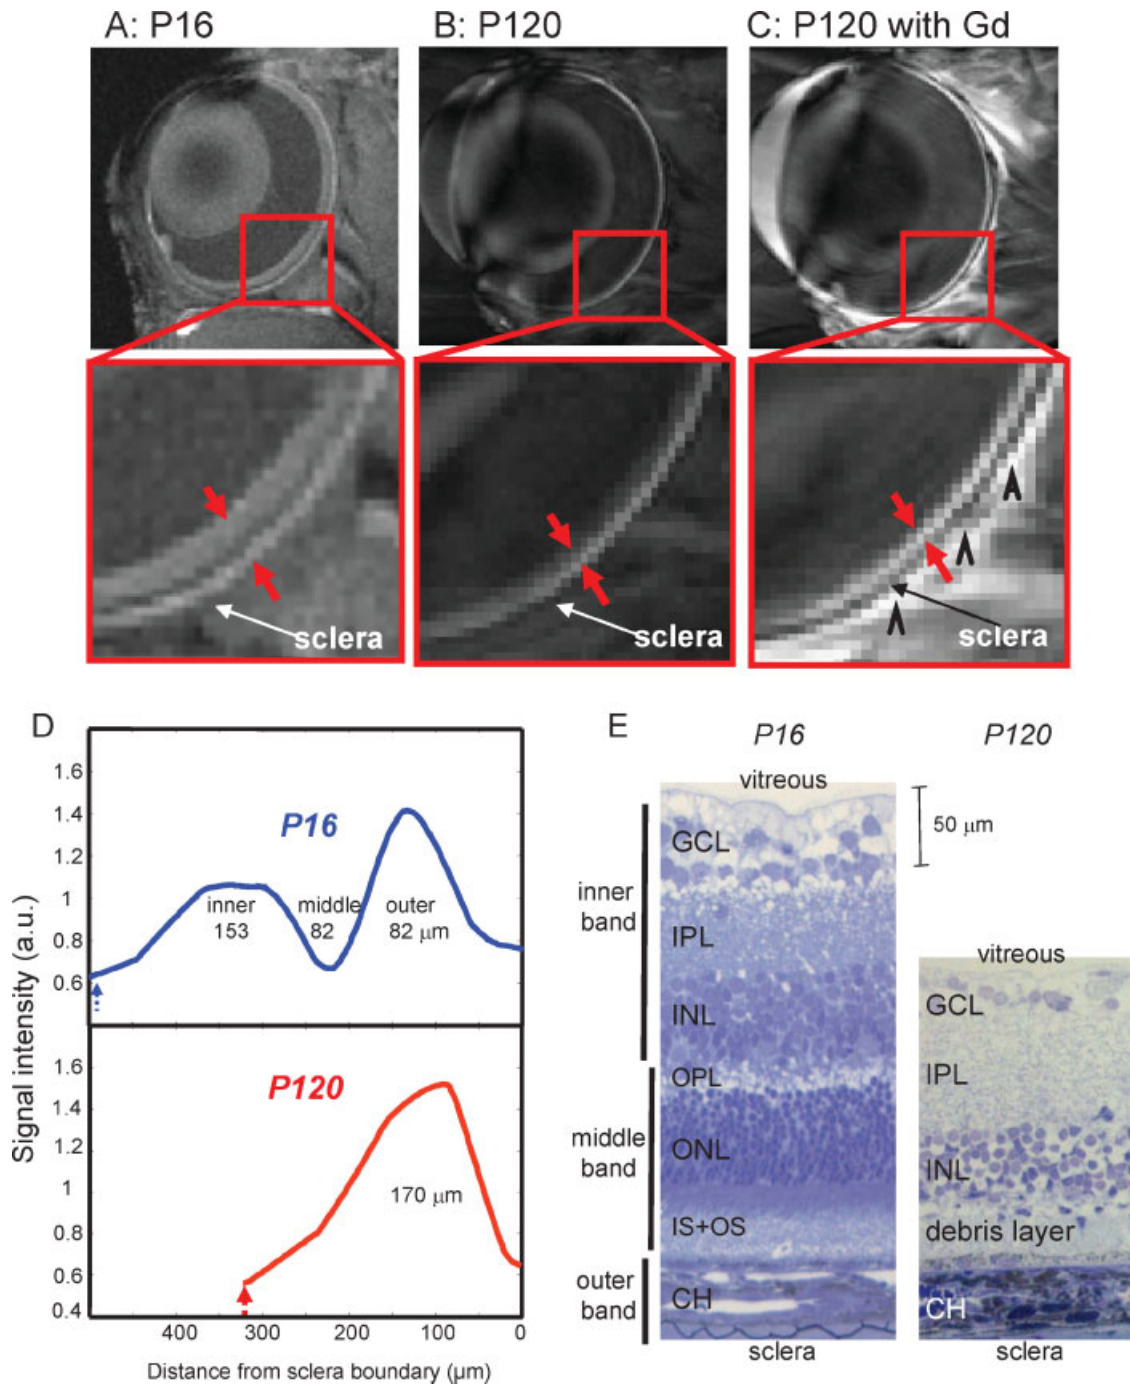 A: P16
B: P120
C: P120 with Gd
sclera
sclera
sclera
D
1.6
1.4
1.2
1
0.8
0.6
P16
inner
153
middle
82
outer
82 μm
1.6
1.4
1.2
1
0.8
0.6
0.4
P120
170 μm
400
300
200
100
0
Signal intensity (a.u.)
Distance from sclera boundary (μm)
E
P16
P120
vitreous
vitreous
50 μm
inner
band
middle
band
outer
band
GCL
IPL
INL
OPL
ONL
IS+OS
CH
sclera
GCL
IPL
INL
debris layer
CH
sclera